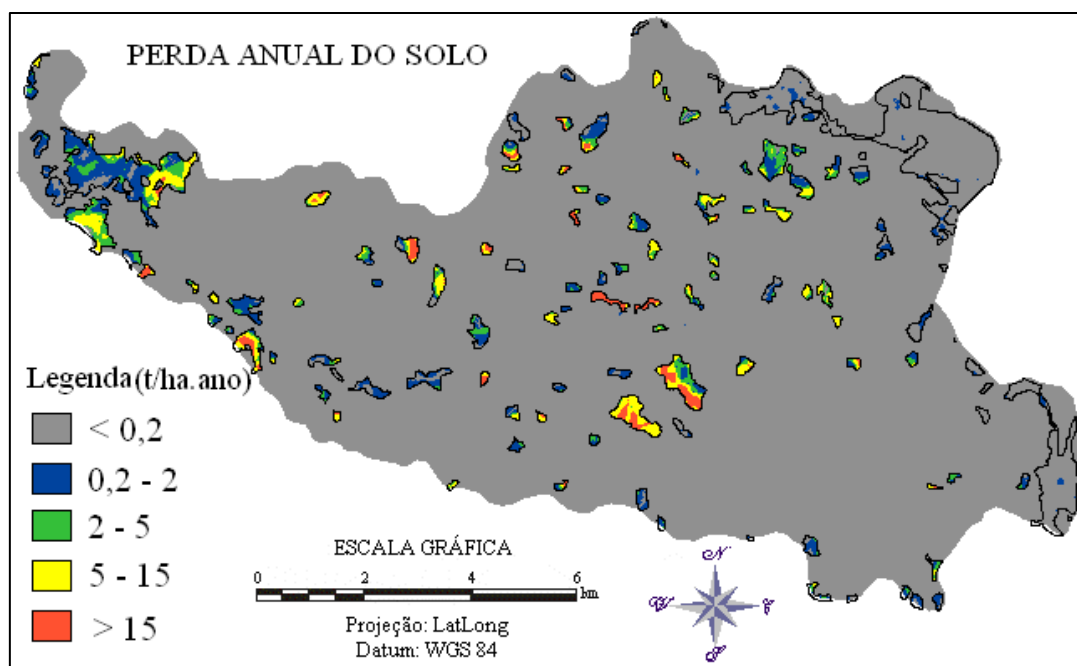 PERDA ANUAL DO SOLO
Legenda(t/ha.ano)
< 0,2
0,2 - 2
2 - 5
5 - 15
> 15
ESCALA GRÁFICA
0 2 4 6
km
Projeção: LatLong
Datum: WGS 84
N
W